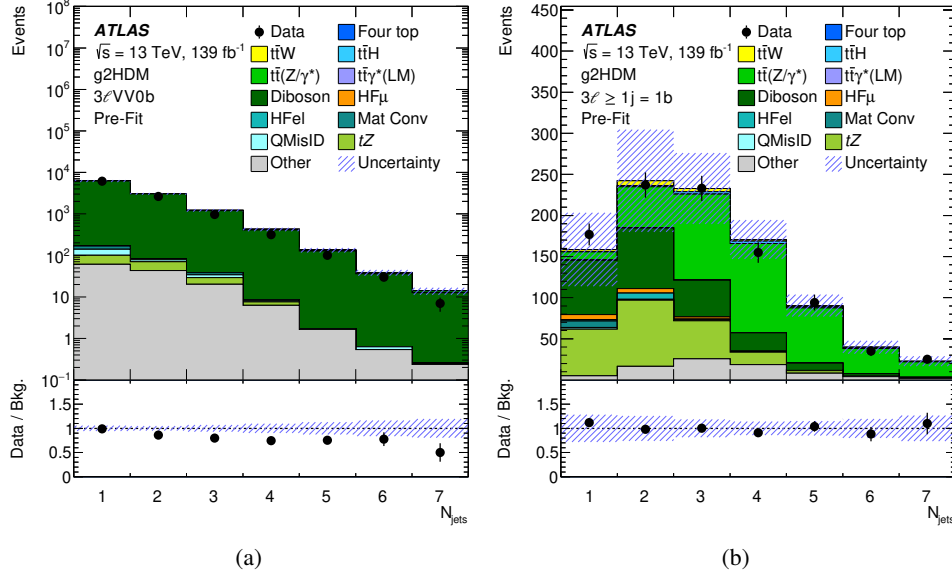 Events
10⁸
10⁷
10⁶
10⁵
10⁴
10³
10²
10
1
10⁻¹
ATLAS
√s = 13 TeV, 139 fb⁻¹
g2HDM
3ℓVV0b
Pre-Fit
Data
Four top
tt̄W
tt̄H
tt̄(Z/γ*)
tt̄γ*(LM)
Diboson
HFμ
HFel
Mat Conv
QMisID
tZ
Other
Uncertainty
Data / Bkg.
1.5
1
0.5
0
1 2 3 4 5 6 7
N_jets
(a)
Events
450
400
350
300
250
200
150
100
50
ATLAS
√s = 13 TeV, 139 fb⁻¹
g2HDM
3ℓ ≥ 1j = 1b
Pre-Fit
Data
Four top
tt̄W
tt̄H
tt̄(Z/γ*)
tt̄γ*(LM)
Diboson
HFμ
HFel
Mat Conv
QMisID
tZ
Other
Uncertainty
Data / Bkg.
1.5
1
0.5
0
1 2 3 4 5 6 7
N_jets
(b)